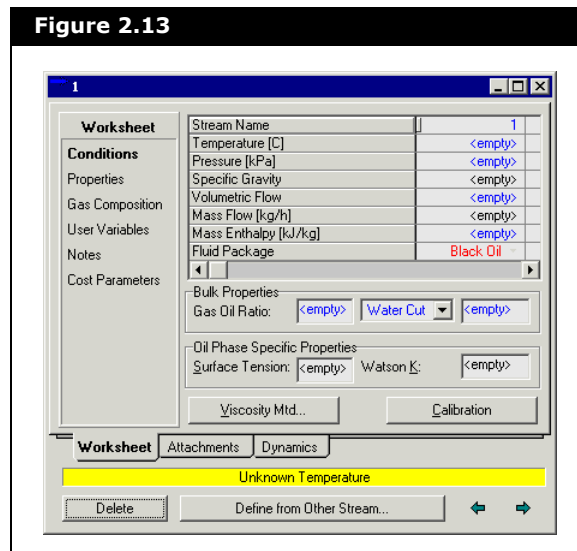 Figure 2.13
1
Worksheet
Conditions
Properties
Gas Composition
User Variables
Notes
Cost Parameters
Stream Name 1
Temperature [C] <empty>
Pressure [kPa] <empty>
Specific Gravity <empty>
Volumetric Flow <empty>
Mass Flow [kg/h] <empty>
Mass Enthalpy [kJ/kg] <empty>
Fluid Package Black Oil
Bulk Properties
Gas Oil Ratio: <empty> Water Cut <empty>
Oil Phase Specific Properties
Surface Tension: <empty> Watson K: <empty>
Viscosity Mtd... Calibration
Worksheet Attachments Dynamics
Unknown Temperature
Delete Define from Other Stream...